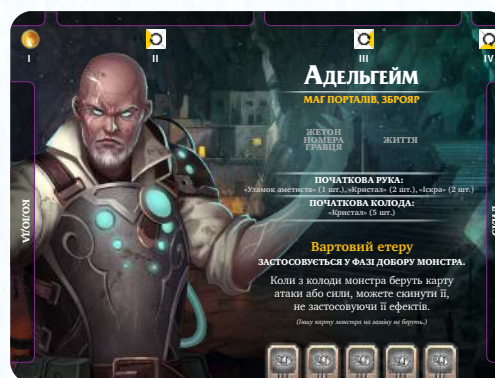 I
II
III
IV
Адельгейм
МАГ ПОРТАЛІВ, ЗБРОЯР
ЖЕТОН
НОМЕРА
ГРАВЦЯ
ЖИТТЯ
ПОЧАТКОВА РУКА:
«Уламок аметиста» (1 шт.), «Кристал» (2 шт.), «Іскра» (2 шт.)
ПОЧАТКОВА КОЛОДА:
«Кристал» (5 шт.)
КОЛОДА
Вартовий етеру
ЗАСТОСОВУЄТЬСЯ У ФАЗІ ДОБОРУ МОНСТРА.
Коли з колоди монстра беруть карту
атаки або сили, можете скинути її,
не застосовуючи її ефектів.
(Іншу карту монстра на заміну не беруть.)